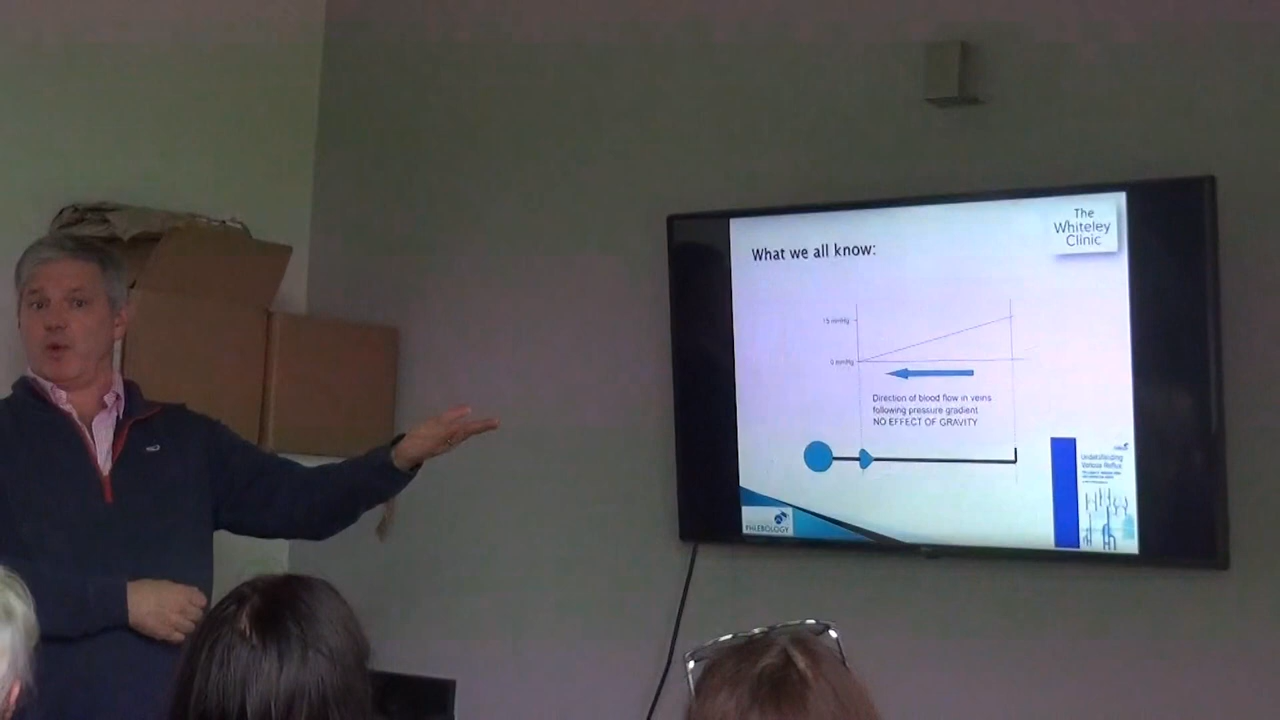 The
Whiteley
Clinic
What we all know:
15 mmHg
0 mmHg
Direction of blood flow in veins
following pressure gradient
NO EFFECT OF GRAVITY
Understanding
Venous Reflux
PHLEBOLOGY